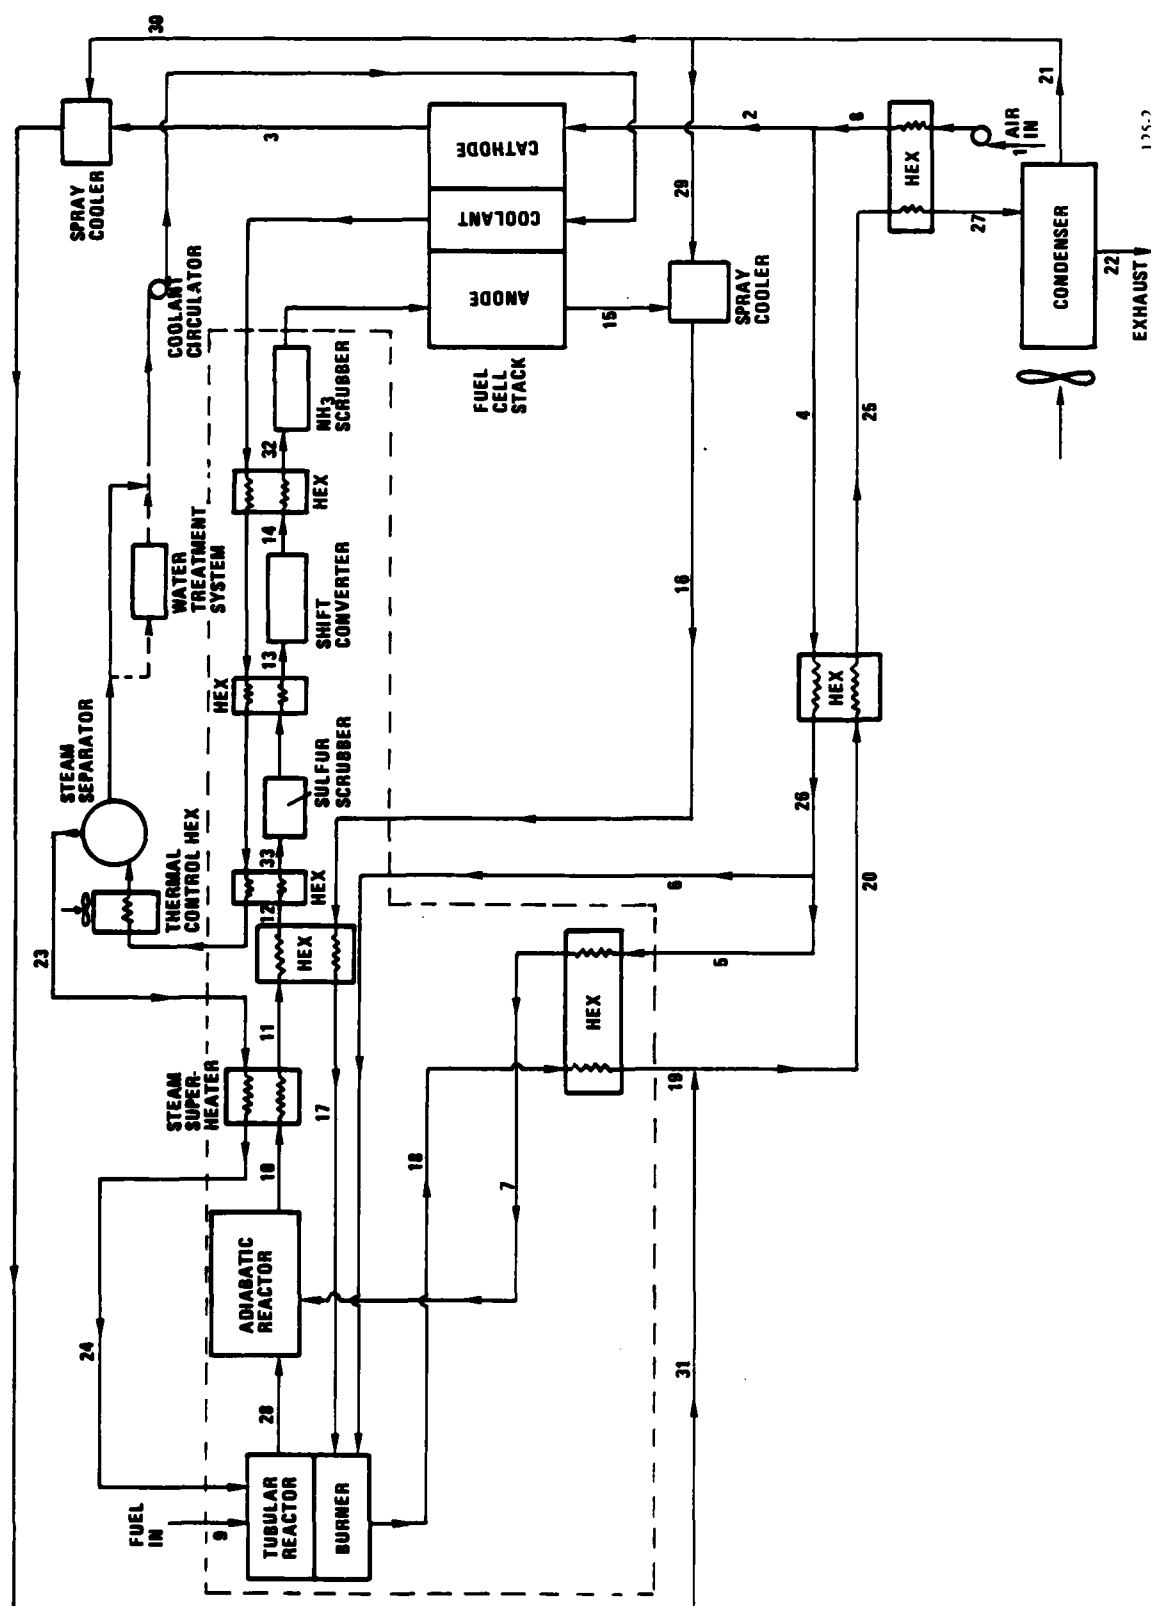 30
21
SPRAY
COOLER
3
CATHODE
COOLANT
ANODE
FUEL
CELL
STACK
2
8
1
AIR
IN
HEX
27
CONDENSER
22
EXHAUST
29
15
SPRAY
COOLER
COOLANT
CIRCULATOR
NH3
SCRUBBER
32
HEX
14
SHIFT
CONVERTER
13
HEX
WATER
TREATMENT
SYSTEM
STEAM
SEPARATOR
THERMAL
CONTROL HEX
SULFUR
SCRUBBER
33
HEX
12
HEX
11
16
4
25
HEX
26
20
6
5
HEX
19
23
STEAM
SUPER-
HEATER
10
17
18
7
ADIABATIC
REACTOR
24
28
31
FUEL
IN
9
TUBULAR
REACTOR
BURNER